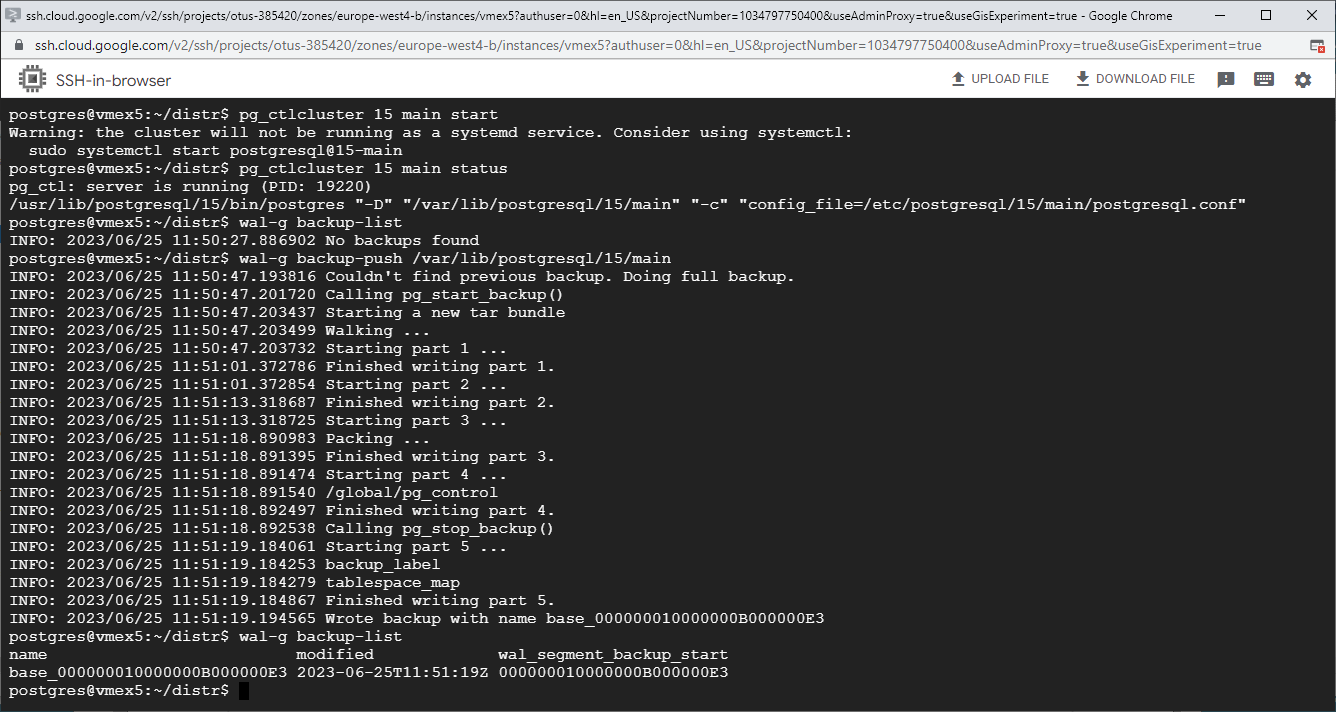 ssh.cloud.google.com/v2/ssh/projects/otus-385420/zones/europe-west4-b/instances/vmex5?authuser=0&hl=en_US&projectNumber=1034797750400&useAdminProxy=true&useGisExperiment=true - Google Chrome
ssh.cloud.google.com/v2/ssh/projects/otus-385420/zones/europe-west4-b/instances/vmex5?authuser=0&hl=en_US&projectNumber=1034797750400&useAdminProxy=true&useGisExperiment=true
SSH-in-browser UPLOAD FILE DOWNLOAD FILE
postgres@vmex5:~/distr$ pg_ctlcluster 15 main start
Warning: the cluster will not be running as a systemd service. Consider using systemctl:
  sudo systemctl start postgresql@15-main
postgres@vmex5:~/distr$ pg_ctlcluster 15 main status
pg_ctl: server is running (PID: 19220)
/usr/lib/postgresql/15/bin/postgres "-D" "/var/lib/postgresql/15/main" "-c" "config_file=/etc/postgresql/15/main/postgresql.conf"
postgres@vmex5:~/distr$ wal-g backup-list
INFO: 2023/06/25 11:50:27.886902 No backups found
postgres@vmex5:~/distr$ wal-g backup-push /var/lib/postgresql/15/main
INFO: 2023/06/25 11:50:47.193816 Couldn't find previous backup. Doing full backup.
INFO: 2023/06/25 11:50:47.201720 Calling pg_start_backup()
INFO: 2023/06/25 11:50:47.203437 Starting a new tar bundle
INFO: 2023/06/25 11:50:47.203499 Walking ...
INFO: 2023/06/25 11:50:47.203732 Starting part 1 ...
INFO: 2023/06/25 11:51:01.372786 Finished writing part 1.
INFO: 2023/06/25 11:51:01.372854 Starting part 2 ...
INFO: 2023/06/25 11:51:13.318687 Finished writing part 2.
INFO: 2023/06/25 11:51:13.318725 Starting part 3 ...
INFO: 2023/06/25 11:51:18.890983 Packing ...
INFO: 2023/06/25 11:51:18.891395 Finished writing part 3.
INFO: 2023/06/25 11:51:18.891474 Starting part 4 ...
INFO: 2023/06/25 11:51:18.891540 /global/pg_control
INFO: 2023/06/25 11:51:18.892497 Finished writing part 4.
INFO: 2023/06/25 11:51:18.892538 Calling pg_stop_backup()
INFO: 2023/06/25 11:51:19.184061 Starting part 5 ...
INFO: 2023/06/25 11:51:19.184253 backup_label
INFO: 2023/06/25 11:51:19.184279 tablespace_map
INFO: 2023/06/25 11:51:19.184867 Finished writing part 5.
INFO: 2023/06/25 11:51:19.194565 Wrote backup with name base_000000010000000B000000E3
postgres@vmex5:~/distr$ wal-g backup-list
name                          modified             wal_segment_backup_start
base_000000010000000B000000E3 2023-06-25T11:51:19Z 000000010000000B000000E3
postgres@vmex5:~/distr$